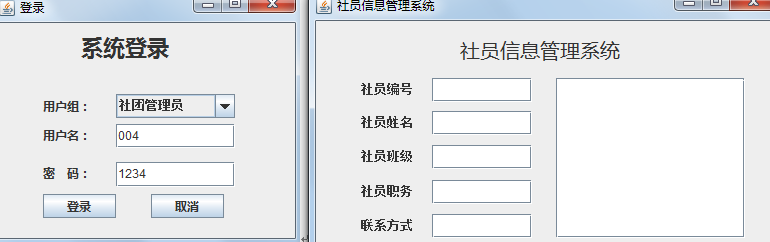 登录
系统登录
用户组：
社团管理员
用户名：
004
密 码：
1234
登录
取消
社员信息管理系统
社员信息管理系统
社员编号
社员姓名
社员班级
社员职务
联系方式